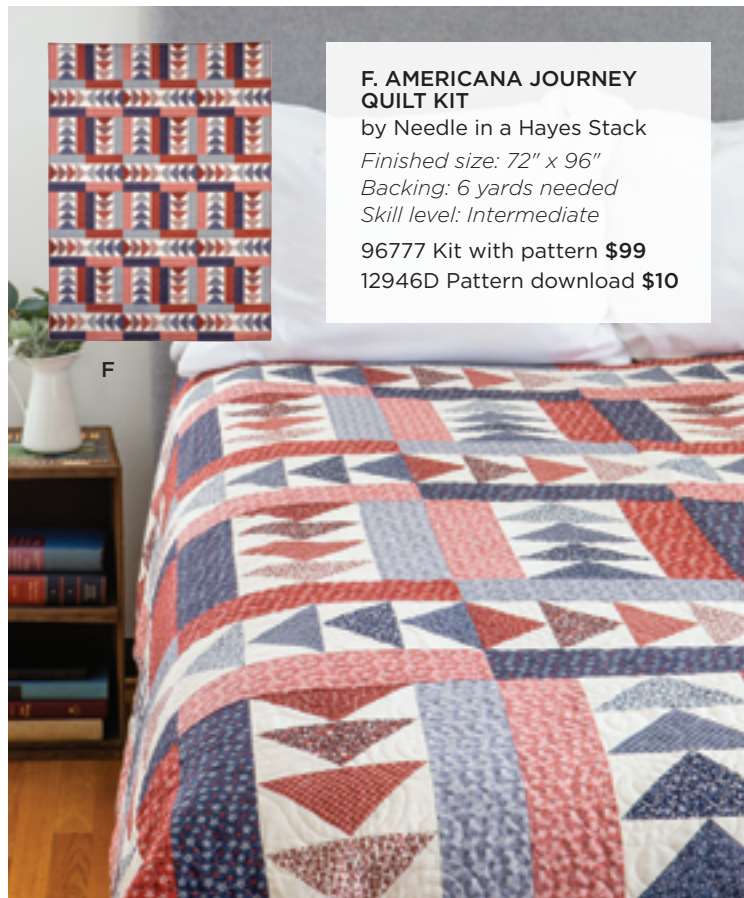 F. AMERICANA JOURNEY
QUILT KIT
by Needle in a Hayes Stack
Finished size: 72" x 96"
Backing: 6 yards needed
Skill level: Intermediate
96777 Kit with pattern $99
12946D Pattern download $10
F